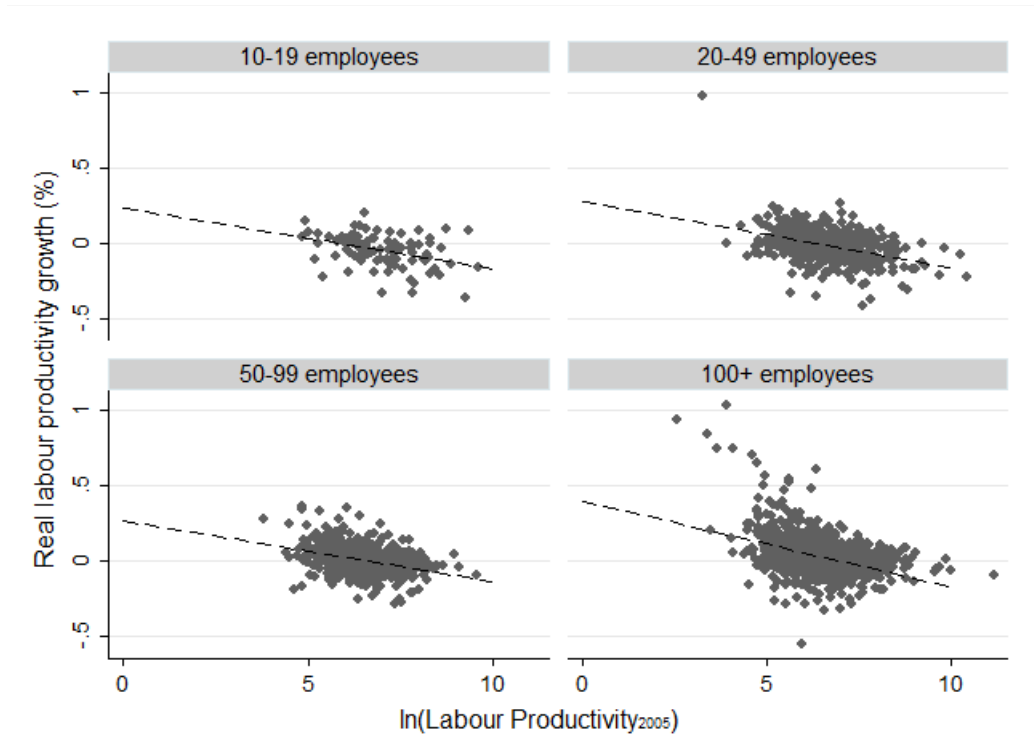 10-19 employees
20-49 employees
1
.5
0
-.5
50-99 employees
100+ employees
1
.5
0
-.5
0
5
10
0
5
10
Real labour productivity growth (%)
ln(Labour Productivity2005)